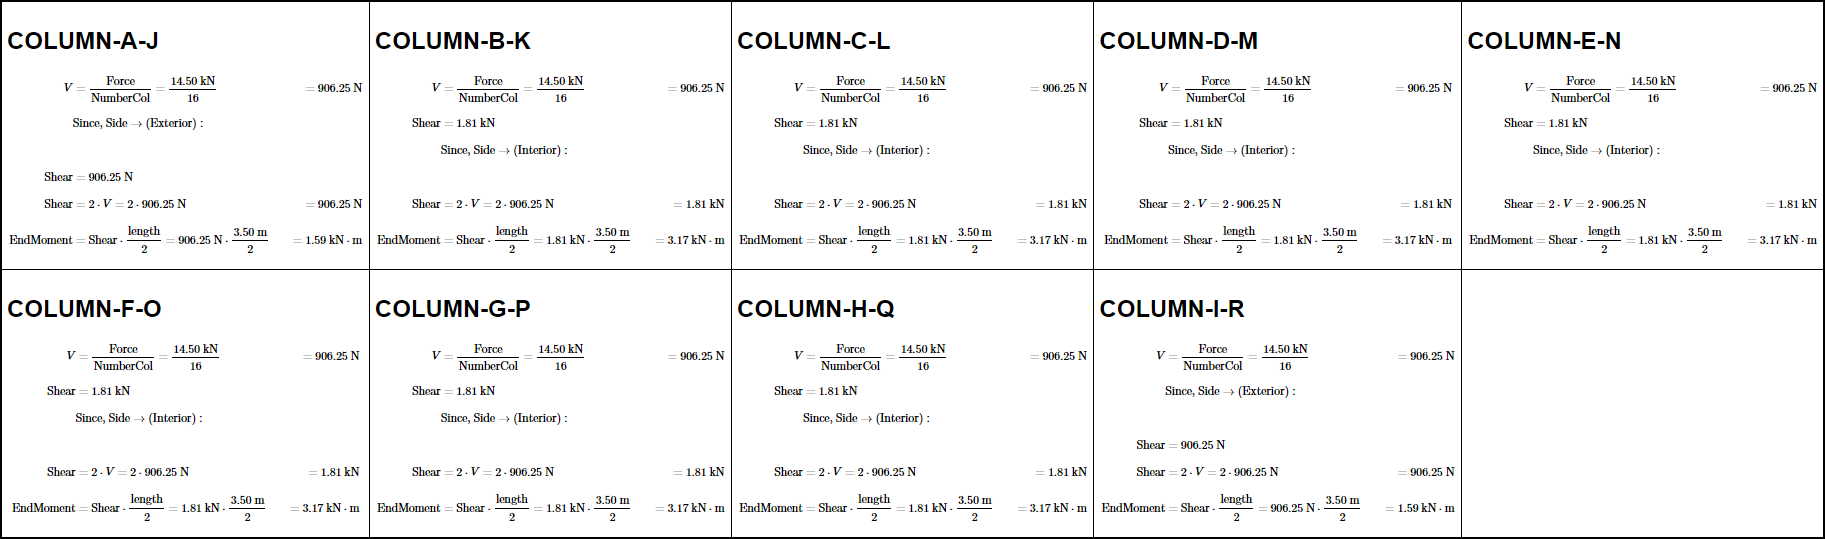 COLUMN-A-J
V = Force / NumberCol = 14.50 kN / 16 = 906.25 N
Since, Side → (Exterior) :
Shear = 906.25 N
Shear = 2 · V = 2 · 906.25 N = 906.25 N
EndMoment = Shear · length / 2 = 906.25 N · 3.50 m / 2 = 1.59 kN · m
COLUMN-B-K
V = Force / NumberCol = 14.50 kN / 16 = 906.25 N
Shear = 1.81 kN
Since, Side → (Interior) :
Shear = 2 · V = 2 · 906.25 N = 1.81 kN
EndMoment = Shear · length / 2 = 1.81 kN · 3.50 m / 2 = 3.17 kN · m
COLUMN-C-L
V = Force / NumberCol = 14.50 kN / 16 = 906.25 N
Shear = 1.81 kN
Since, Side → (Interior) :
Shear = 2 · V = 2 · 906.25 N = 1.81 kN
EndMoment = Shear · length / 2 = 1.81 kN · 3.50 m / 2 = 3.17 kN · m
COLUMN-D-M
V = Force / NumberCol = 14.50 kN / 16 = 906.25 N
Shear = 1.81 kN
Since, Side → (Interior) :
Shear = 2 · V = 2 · 906.25 N = 1.81 kN
EndMoment = Shear · length / 2 = 1.81 kN · 3.50 m / 2 = 3.17 kN · m
COLUMN-E-N
V = Force / NumberCol = 14.50 kN / 16 = 906.25 N
Shear = 1.81 kN
Since, Side → (Interior) :
Shear = 2 · V = 2 · 906.25 N = 1.81 kN
EndMoment = Shear · length / 2 = 1.81 kN · 3.50 m / 2 = 3.17 kN · m
COLUMN-F-O
V = Force / NumberCol = 14.50 kN / 16 = 906.25 N
Shear = 1.81 kN
Since, Side → (Interior) :
Shear = 2 · V = 2 · 906.25 N = 1.81 kN
EndMoment = Shear · length / 2 = 1.81 kN · 3.50 m / 2 = 3.17 kN · m
COLUMN-G-P
V = Force / NumberCol = 14.50 kN / 16 = 906.25 N
Shear = 1.81 kN
Since, Side → (Interior) :
Shear = 2 · V = 2 · 906.25 N = 1.81 kN
EndMoment = Shear · length / 2 = 1.81 kN · 3.50 m / 2 = 3.17 kN · m
COLUMN-H-Q
V = Force / NumberCol = 14.50 kN / 16 = 906.25 N
Shear = 1.81 kN
Since, Side → (Interior) :
Shear = 2 · V = 2 · 906.25 N = 1.81 kN
EndMoment = Shear · length / 2 = 1.81 kN · 3.50 m / 2 = 3.17 kN · m
COLUMN-I-R
V = Force / NumberCol = 14.50 kN / 16 = 906.25 N
Since, Side → (Exterior) :
Shear = 906.25 N
Shear = 2 · V = 2 · 906.25 N = 906.25 N
EndMoment = Shear · length / 2 = 906.25 N · 3.50 m / 2 = 1.59 kN · m